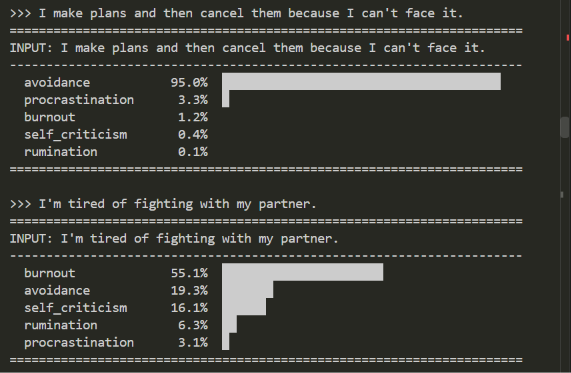 >>> I make plans and then cancel them because I can't face it.
======================================================================
INPUT: I make plans and then cancel them because I can't face it.
----------------------------------------------------------------------
avoidance 95.0%
procrastination 3.3%
burnout 1.2%
self_criticism 0.4%
rumination 0.1%
======================================================================
>>> I'm tired of fighting with my partner.
======================================================================
INPUT: I'm tired of fighting with my partner.
----------------------------------------------------------------------
burnout 55.1%
avoidance 19.3%
self_criticism 16.1%
rumination 6.3%
procrastination 3.1%
======================================================================